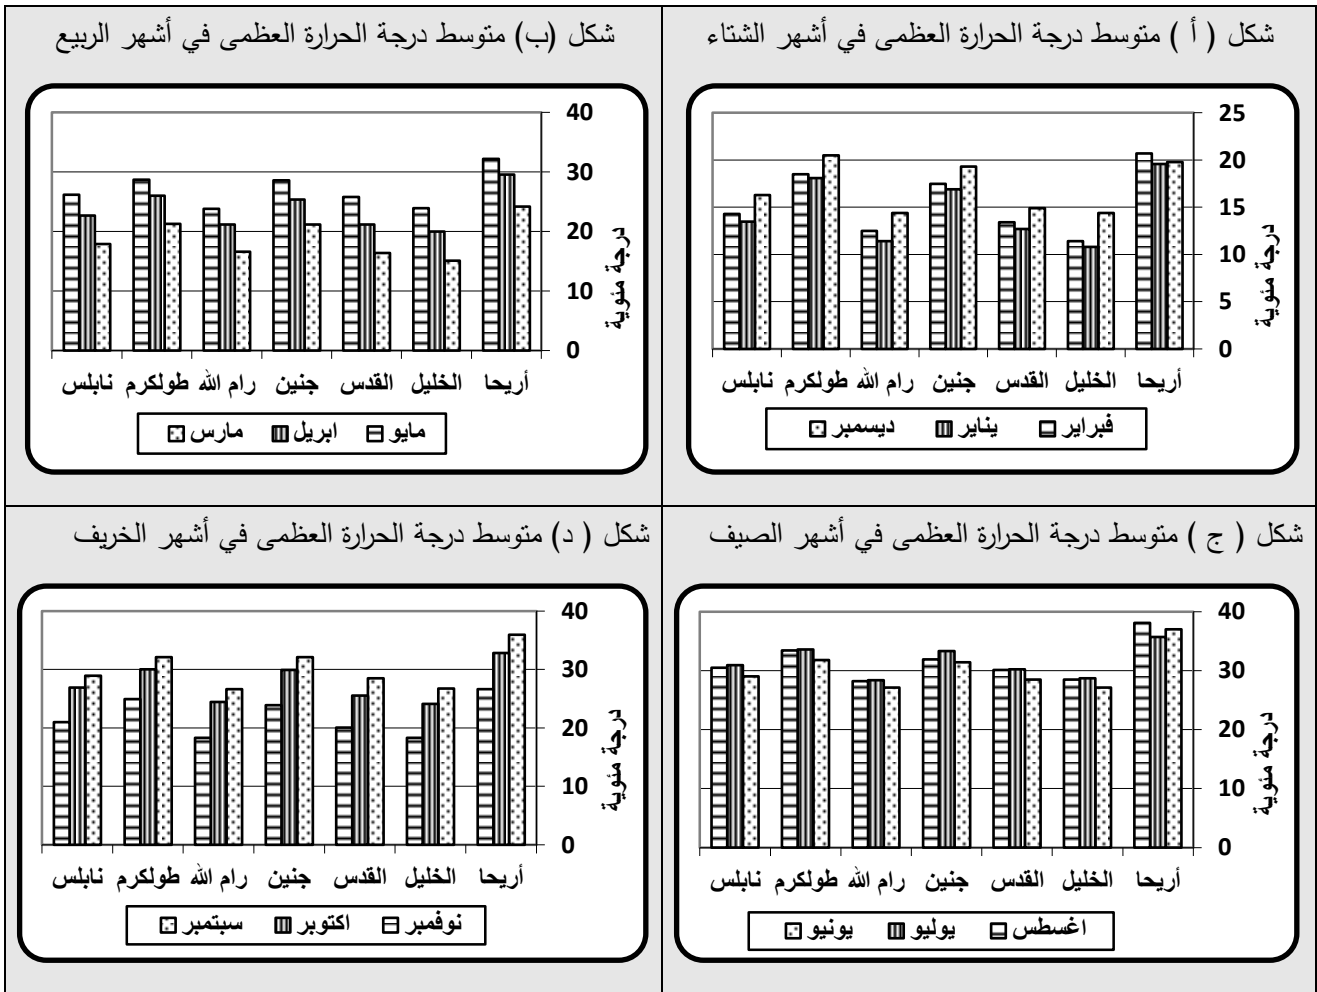 شكل ( أ ) متوسط درجة الحرارة العظمى في أشهر الشتاء
25
20
15
10
5
0
درجة مئوية
أريحا الخليل القدس جنين رام الله طولكرم نابلس
فبراير يناير ديسمبر
شكل (ب) متوسط درجة الحرارة العظمى في أشهر الربيع
40
30
20
10
0
درجة مئوية
أريحا الخليل القدس جنين رام الله طولكرم نابلس
مايو ابريل مارس
شكل ( ج ) متوسط درجة الحرارة العظمى في أشهر الصيف
40
30
20
10
0
درجة مئوية
أريحا الخليل القدس جنين رام الله طولكرم نابلس
اغسطس يوليو يونيو
شكل ( د) متوسط درجة الحرارة العظمى في أشهر الخريف
40
30
20
10
0
درجة مئوية
أريحا الخليل القدس جنين رام الله طولكرم نابلس
نوفمبر اكتوبر سبتمبر